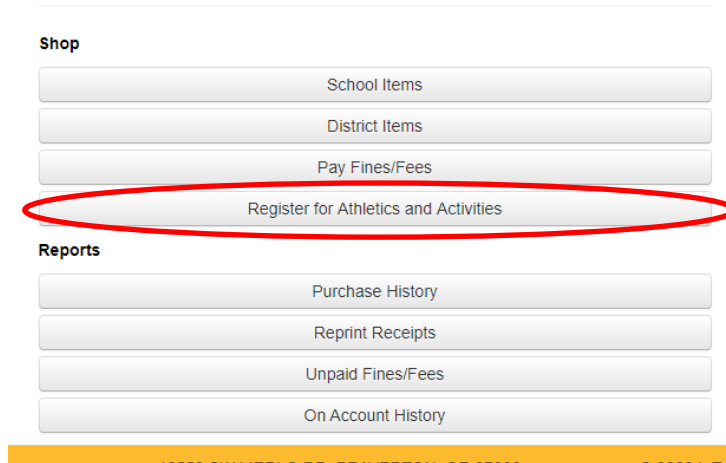 Shop
School Items
District Items
Pay Fines/Fees
Register for Athletics and Activities
Reports
Purchase History
Reprint Receipts
Unpaid Fines/Fees
On Account History